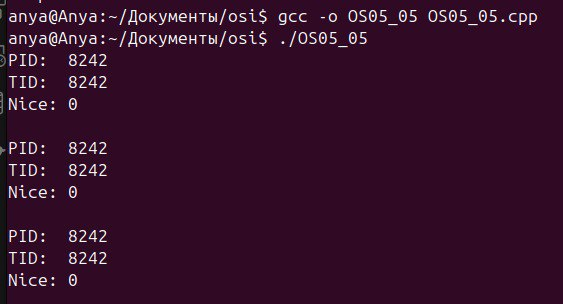 anya@Anya:~/Документы/osi$ gcc -o OS05_05 OS05_05.cpp
anya@Anya:~/Документы/osi$ ./OS05_05
PID:  8242
TID:  8242
Nice: 0

PID:  8242
TID:  8242
Nice: 0

PID:  8242
TID:  8242
Nice: 0